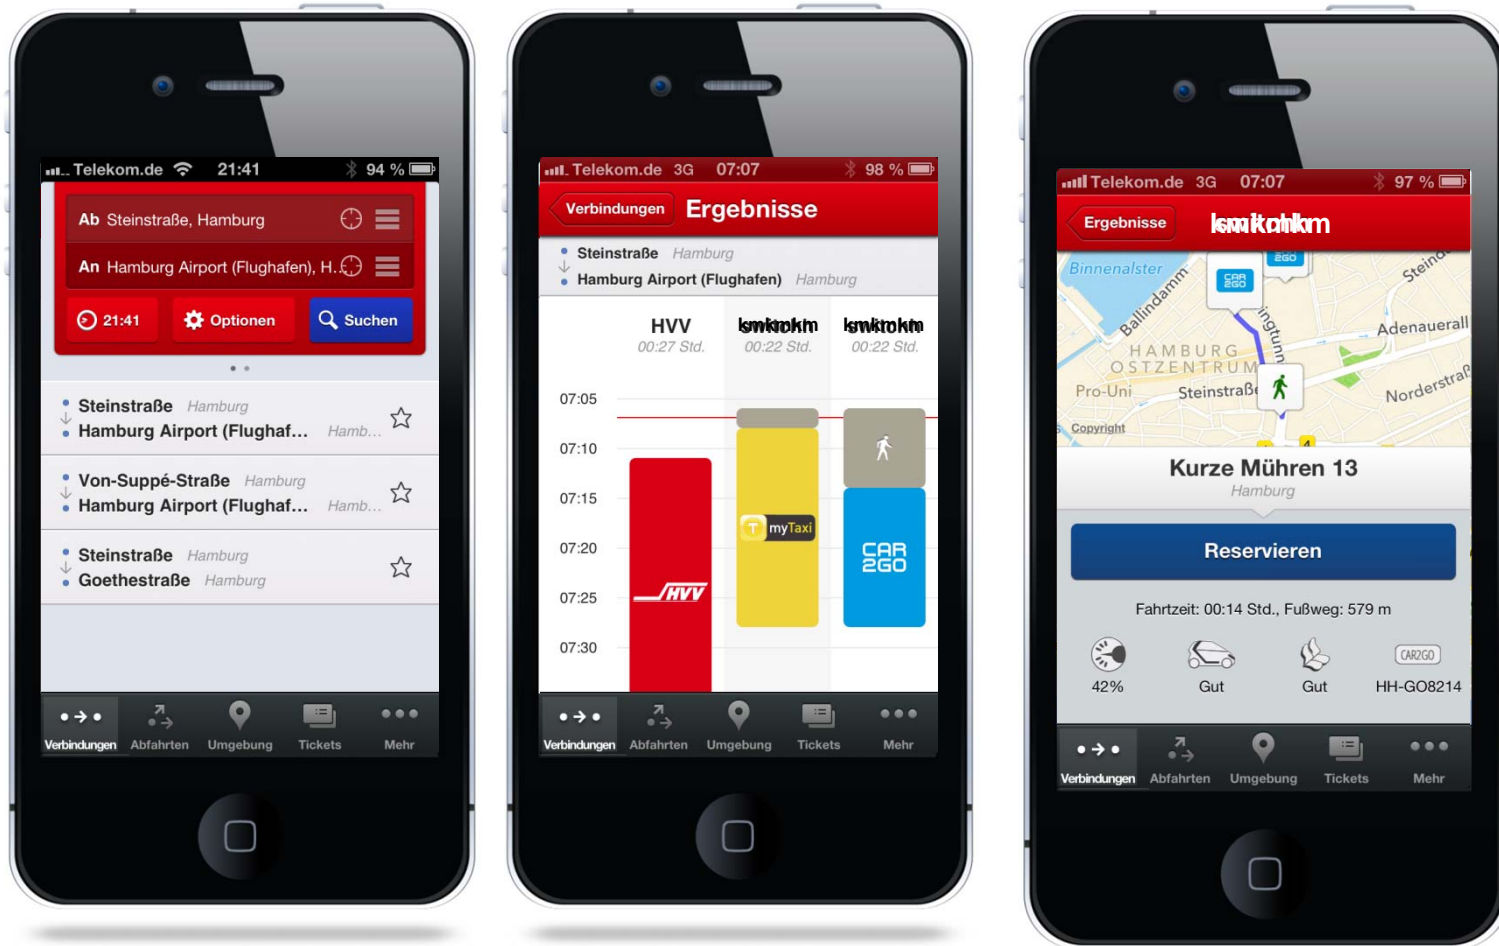 Telekom.de 21:41 94 %
Ab Steinstraße, Hamburg
An Hamburg Airport (Flughafen), H...
21:41 Optionen Suchen
Steinstraße Hamburg
Hamburg Airport (Flughaf... Hamb...
Von-Suppé-Straße Hamburg
Hamburg Airport (Flughaf... Hamb...
Steinstraße Hamburg
Goethestraße Hamburg
Verbindungen Abfahrten Umgebung Tickets Mehr
Telekom.de 3G 07:07 98 %
Verbindungen Ergebnisse
Steinstraße Hamburg
Hamburg Airport (Flughafen) Hamburg
HVV
00:27 Std. 00:22 Std. 00:22 Std.
07:05
07:10
07:15
myTaxi
07:20
CAR
2GO
07:25
HVV
07:30
Verbindungen Abfahrten Umgebung Tickets Mehr
Telekom.de 3G 07:07 97 %
Ergebnisse
Binnenalster
CAR
2GO
2GO
Ballindamm
Adenauerall
HAMBURG
OSTZENTRUM
Pro-Uni Steinstraße Norderstraß
Copyright
4
Kurze Mühren 13
Hamburg
Reservieren
Fahrtzeit: 00:14 Std., Fußweg: 579 m
CAR2GO
42% Gut Gut HH-GO8214
Verbindungen Abfahrten Umgebung Tickets Mehr